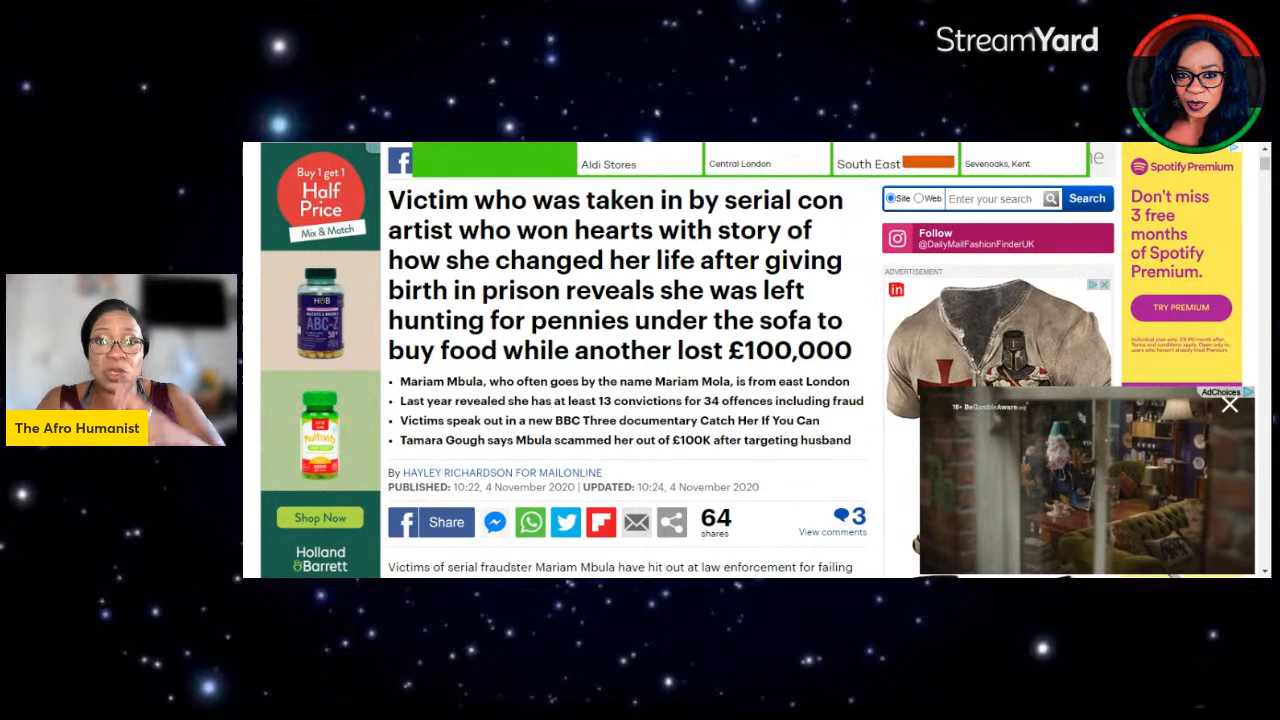 StreamYard
Buy 1 get 1
Half
Price
Mix & Match
H&B
ABC-Z
Shop Now
Holland
&Barrett
Aldi Stores
Central London
South East
Sevenoaks, Kent
Victim who was taken in by serial con
artist who won hearts with story of
how she changed her life after giving
birth in prison reveals she was left
hunting for pennies under the sofa to
buy food while another lost £100,000
• Mariam Mbula, who often goes by the name Mariam Mola, is from east London
• Last year revealed she has at least 13 convictions for 34 offences including fraud
• Victims speak out in a new BBC Three documentary Catch Her If You Can
• Tamara Gough says Mbula scammed her out of £100K after targeting husband
By HAYLEY RICHARDSON FOR MAILONLINE
PUBLISHED: 10:22, 4 November 2020 | UPDATED: 10:24, 4 November 2020
Share
64
shares
3
View comments
Victims of serial fraudster Mariam Mbula have hit out at law enforcement for failing
Site Web Enter your search Search
Follow
@DailyMailFashionFinderUK
ADVERTISEMENT
in
AdChoices
18+ BeGambleAware.org
Spotify Premium
Don't miss
3 free
months
of Spotify
Premium.
TRY PREMIUM
The Afro Humanist